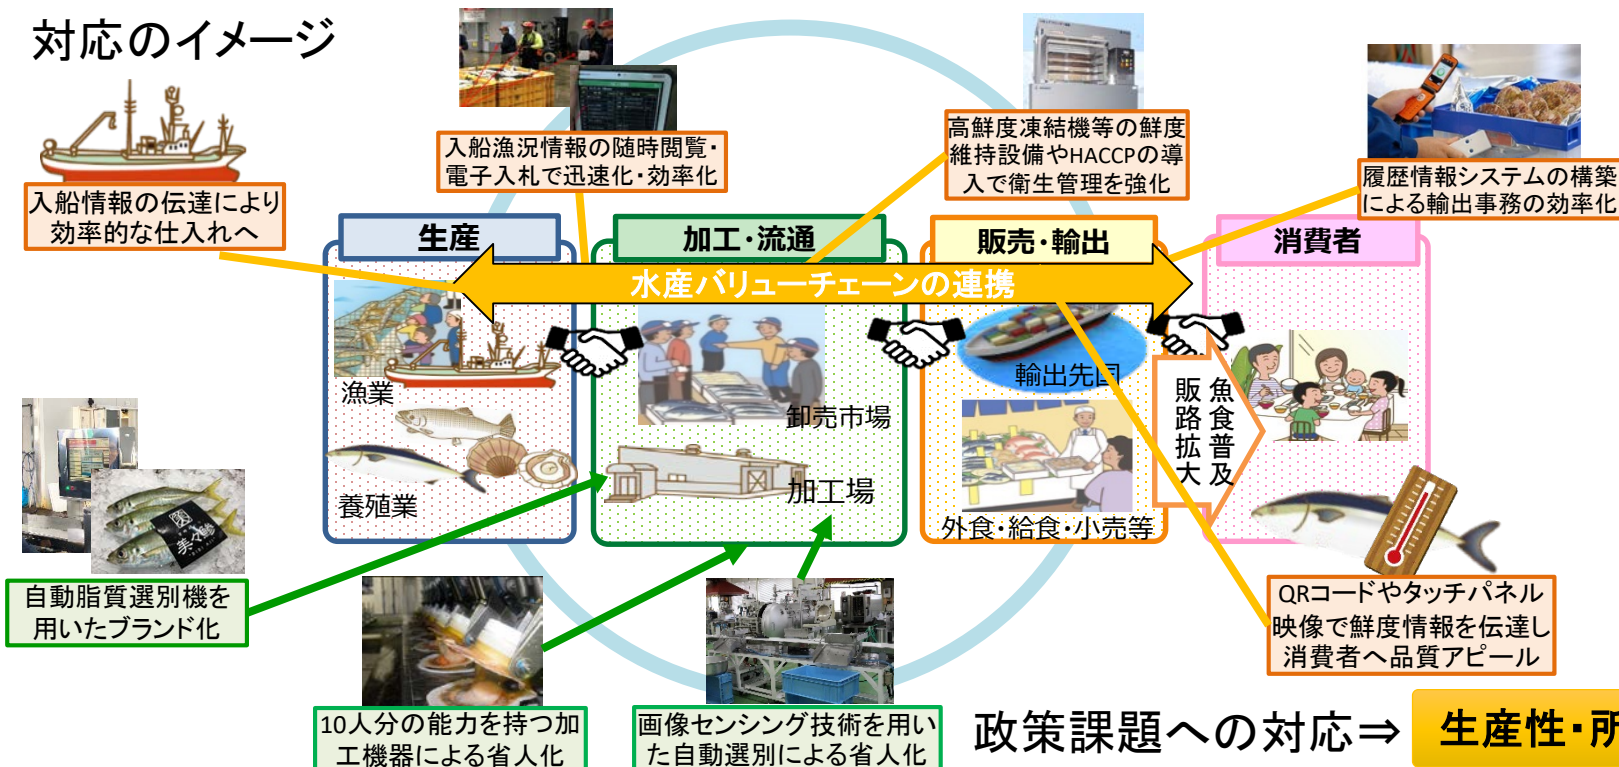 対応のイメージ
入船情報の伝達により
効率的な仕入れへ
入船漁況情報の随時閲覧・
電子入札で迅速化・効率化
高鮮度凍結機等の鮮度
維持設備やHACCPの導
入で衛生管理を強化
履歴情報システムの構築
による輸出事務の効率化
生産
加工・流通
販売・輸出
消費者
水産バリューチェーンの連携
漁業
養殖業
卸売市場
加工場
輸出先国
外食・給食・小売等
魚食普及
販路拡大
自動脂質選別機を
用いたブランド化
10人分の能力を持つ加
工機器による省人化
画像センシング技術を用い
た自動選別による省人化
QRコードやタッチパネル
映像で鮮度情報を伝達し
消費者へ品質アピール
政策課題への対応⇒
生産性・所